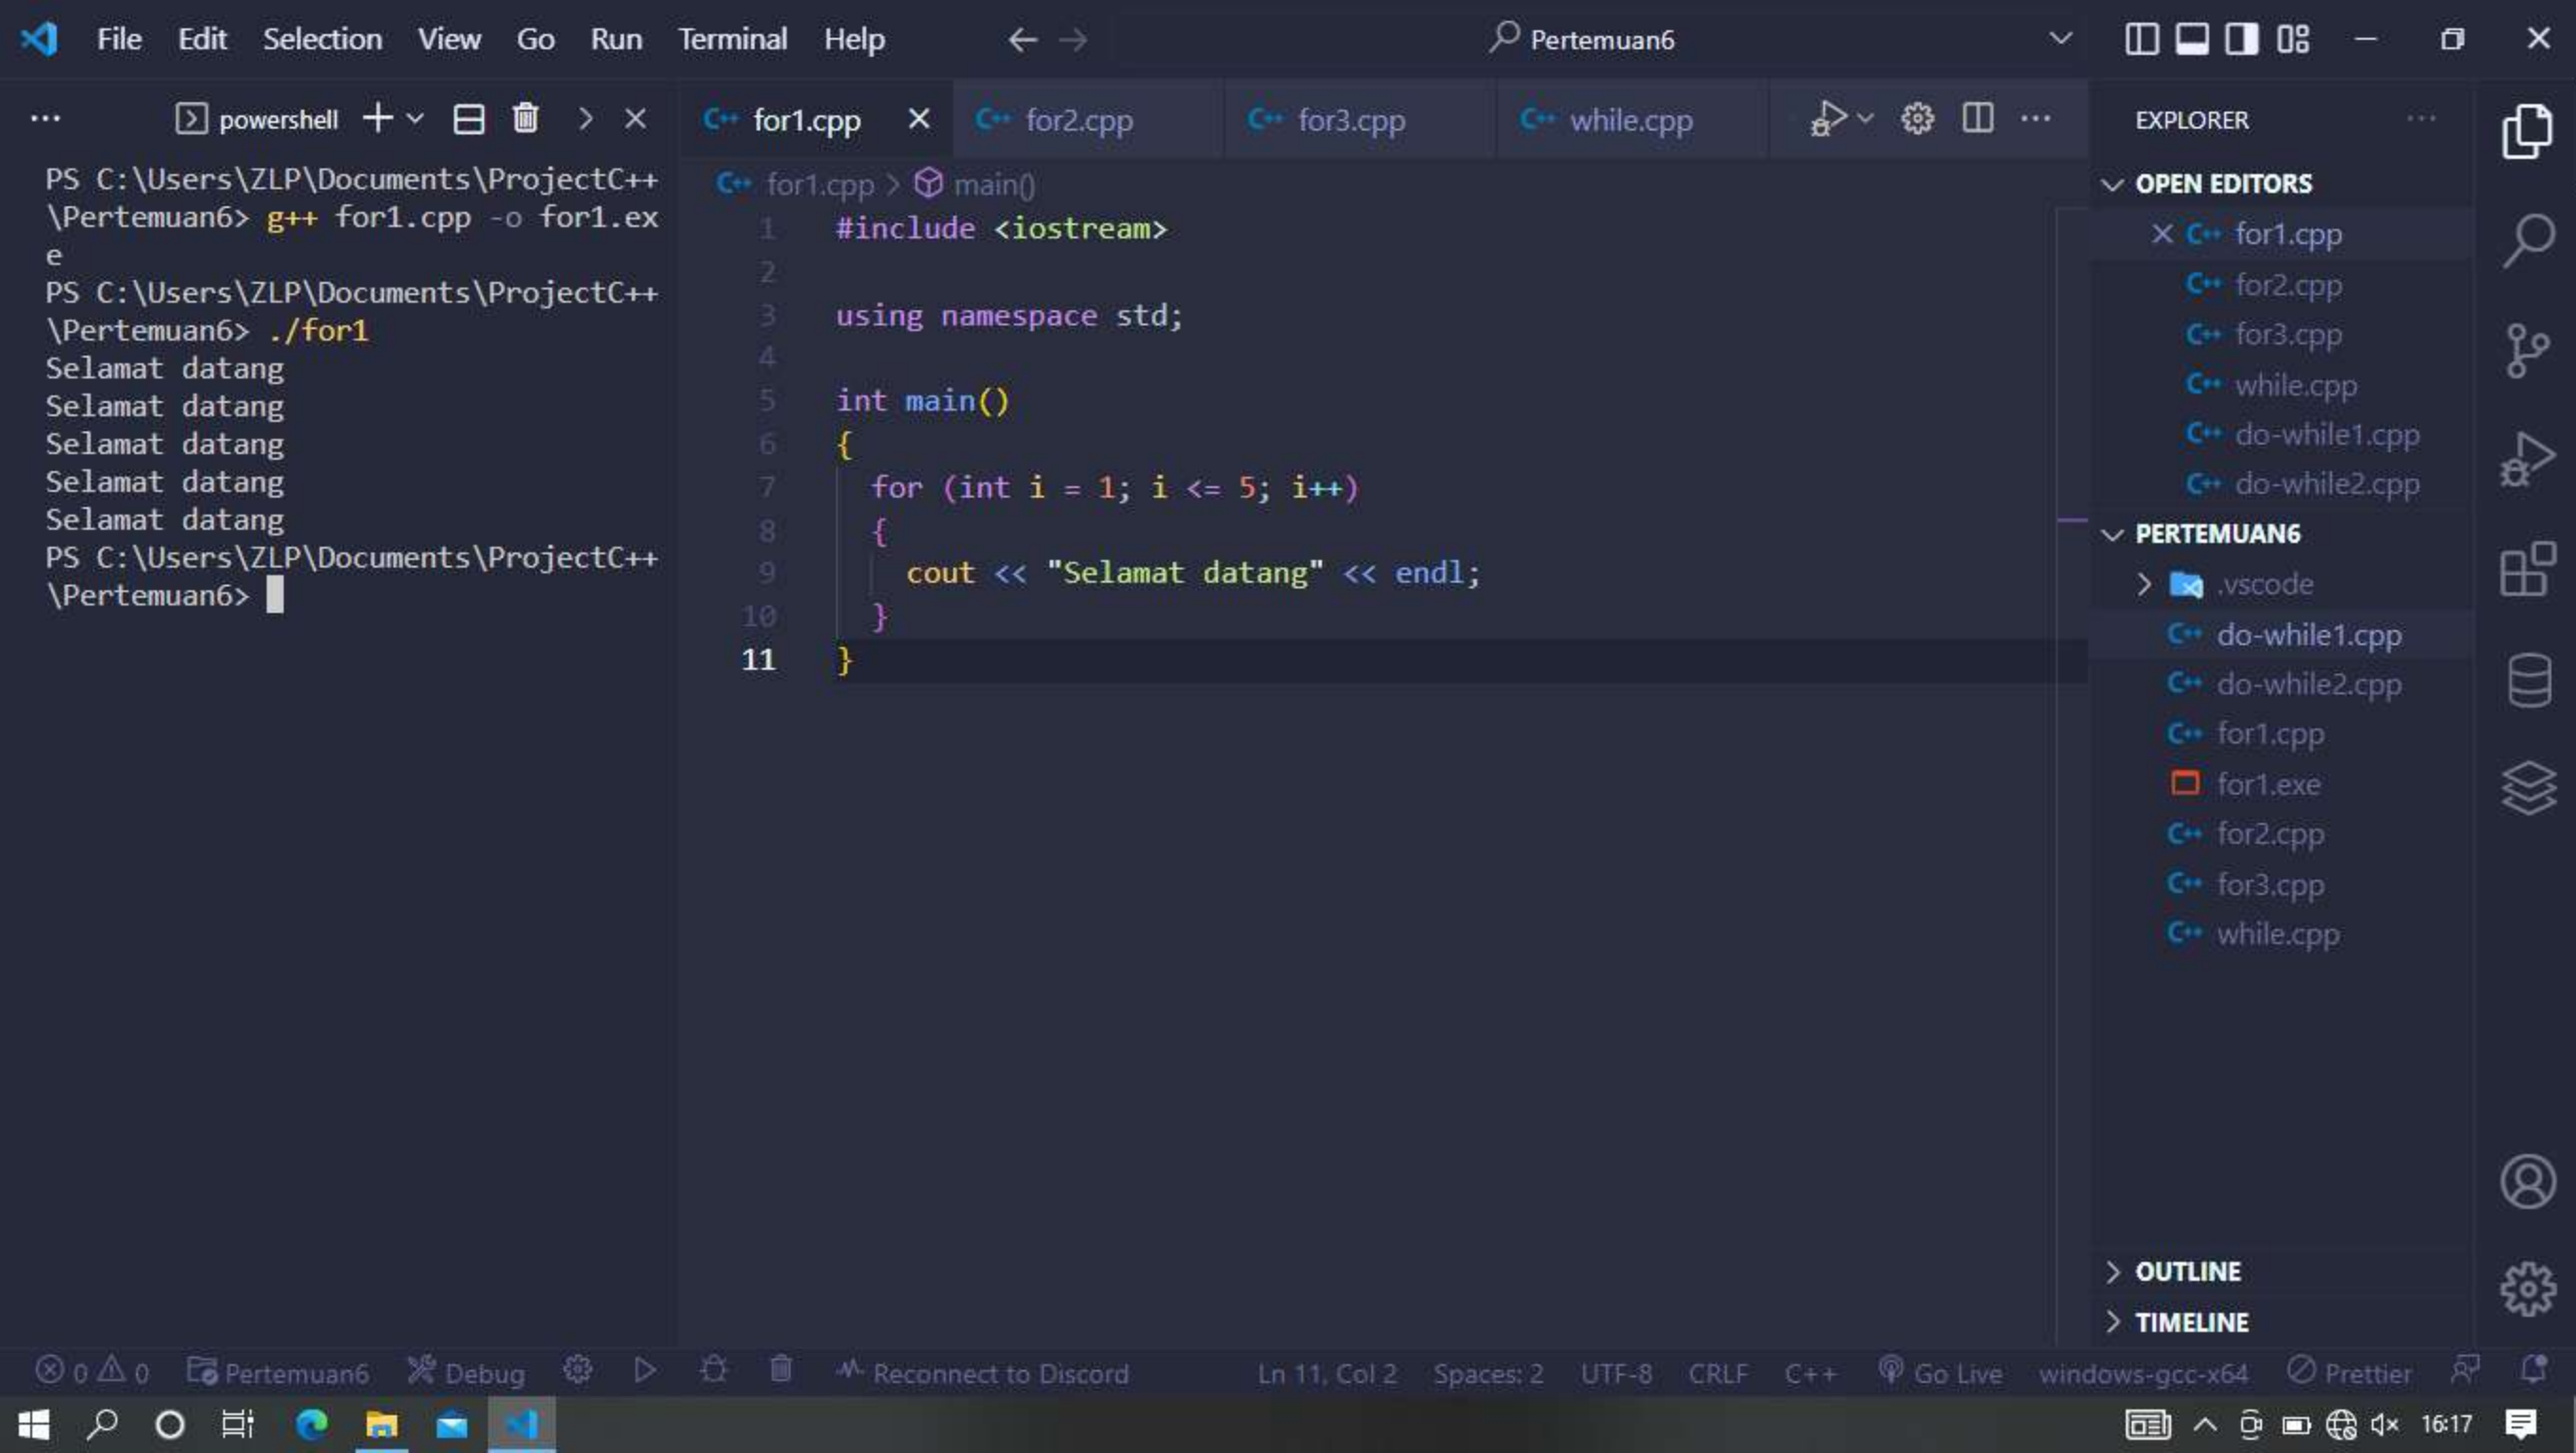 File Edit Selection View Go Run Terminal Help
Pertemuan6
powershell
PS C:\Users\ZLP\Documents\ProjectC++
\Pertemuan6> g++ for1.cpp -o for1.ex
e
PS C:\Users\ZLP\Documents\ProjectC++
\Pertemuan6> ./for1
Selamat datang
Selamat datang
Selamat datang
Selamat datang
Selamat datang
PS C:\Users\ZLP\Documents\ProjectC++
\Pertemuan6>
C++ for1.cpp C++ for2.cpp C++ for3.cpp C++ while.cpp
C++ for1.cpp > main()
1 #include <iostream>
2
3 using namespace std;
4
5 int main()
6 {
7 for (int i = 1; i <= 5; i++)
8 {
9 cout << "Selamat datang" << endl;
10 }
11 }
EXPLORER
OPEN EDITORS
C++ for1.cpp
C++ for2.cpp
C++ for3.cpp
C++ while.cpp
C++ do-while1.cpp
C++ do-while2.cpp
PERTEMUAN6
.vscode
C++ do-while1.cpp
C++ do-while2.cpp
C++ for1.cpp
for1.exe
C++ for2.cpp
C++ for3.cpp
C++ while.cpp
OUTLINE
TIMELINE
0 0 Pertemuan6 Debug Reconnect to Discord Ln 11, Col 2 Spaces: 2 UTF-8 CRLF C++ Go Live windows-gcc-x64 Prettier
16:17